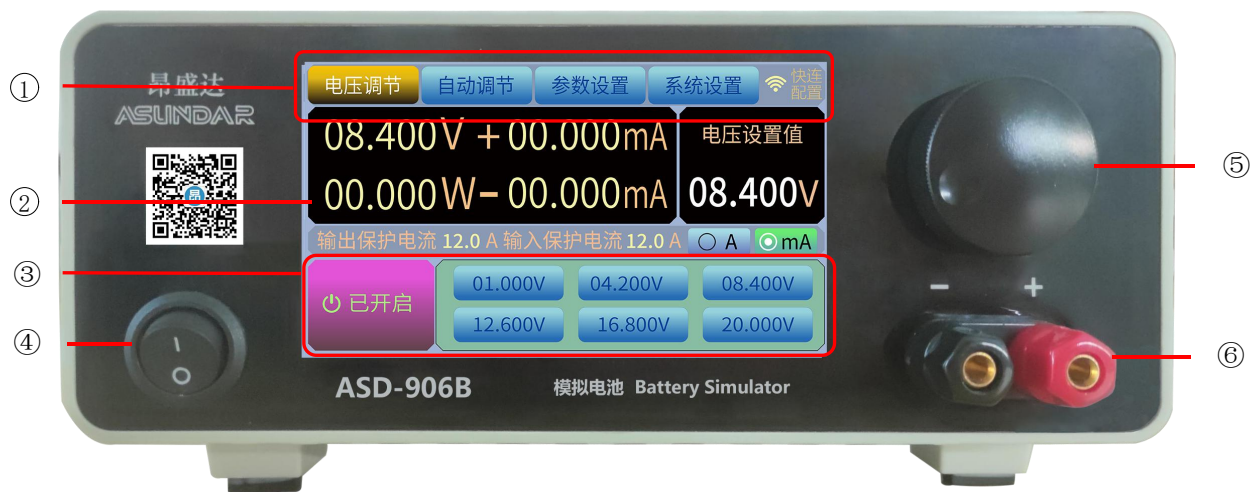 ①
昂盛达
ASUNDAR
昂
电压调节 自动调节 参数设置 系统设置 快连配置
②
08.400V +00.000mA
00.000W-00.000mA
电压设置值
08.400V
输出保护电流 12.0 A 输入保护电流 12.0 A A mA
③
已开启
01.000V 04.200V 08.400V
12.600V 16.800V 20.000V
④
ASD-906B 模拟电池 Battery Simulator
⑤
− +
⑥